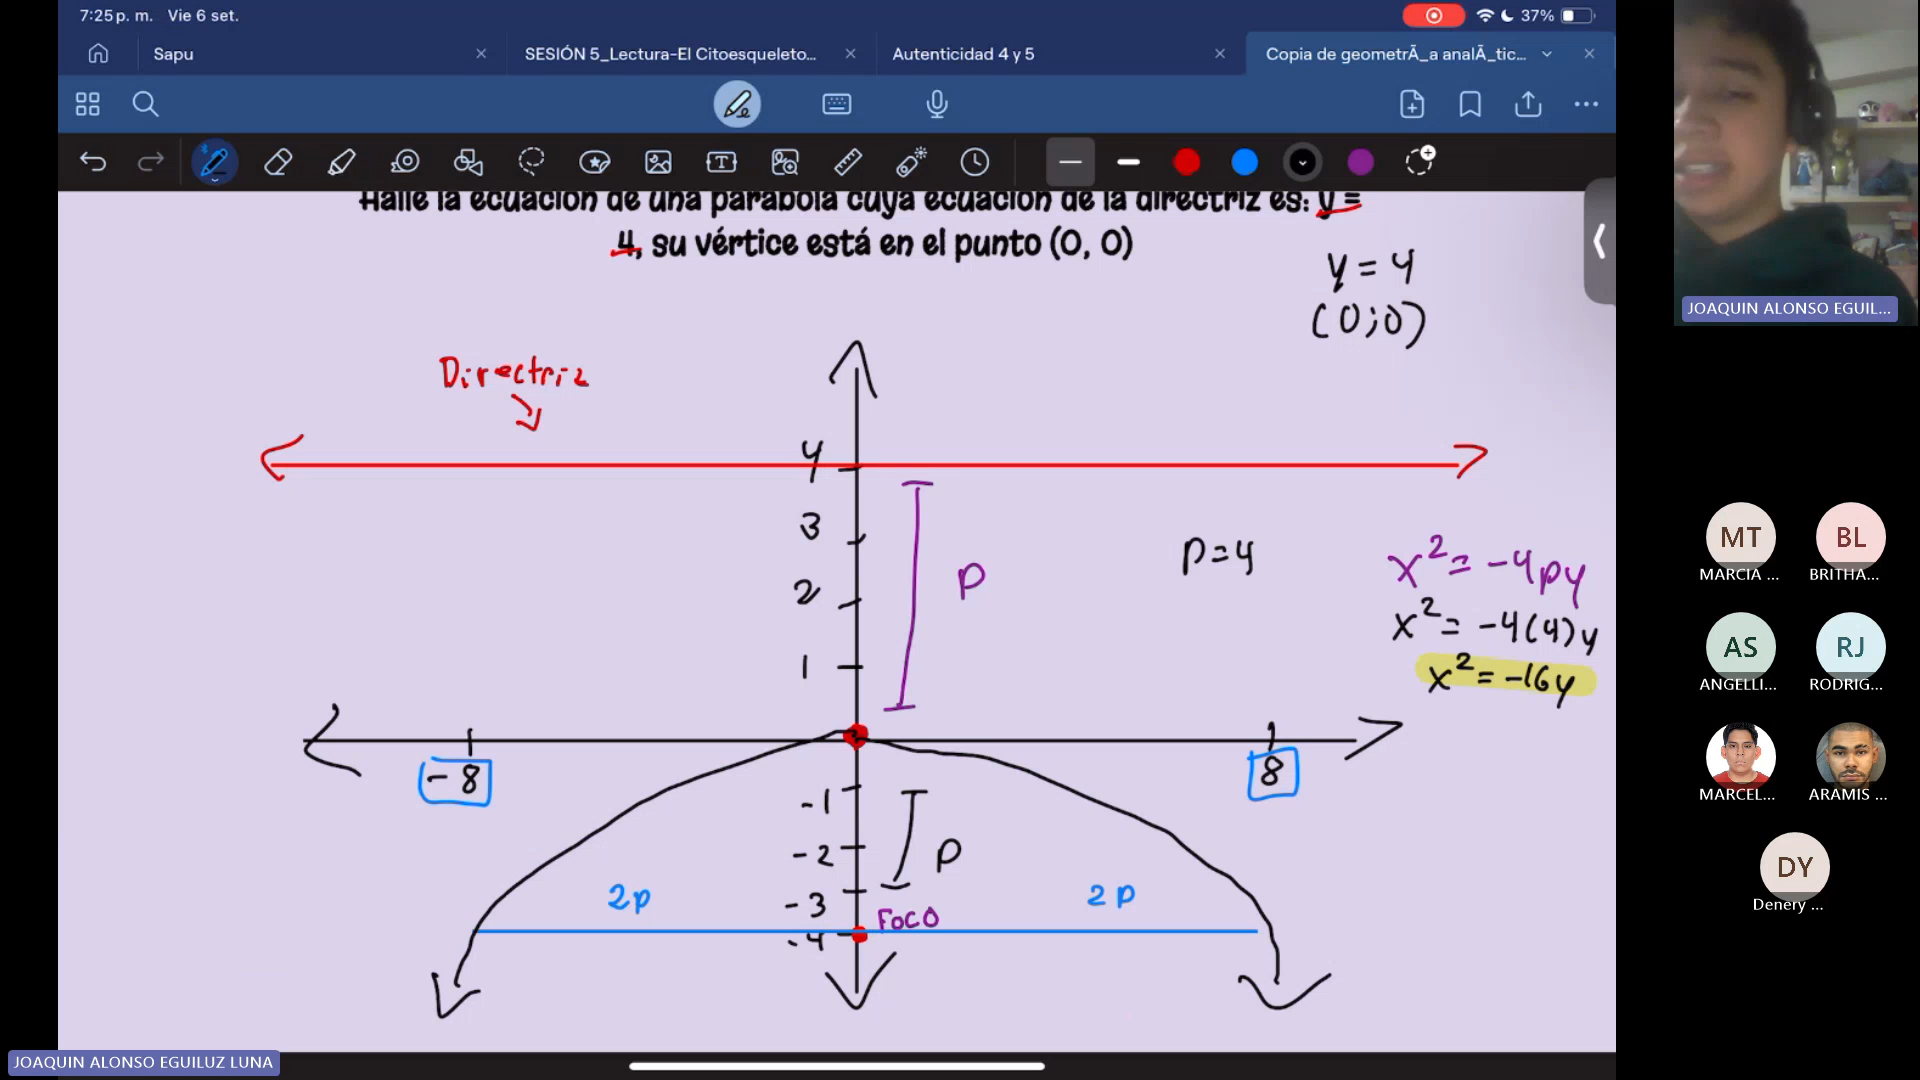 7:25 p. m. Vie 6 set.
37%
Sapu
SESIÓN 5_Lectura-El Citoesqueleto...
Autenticidad 4 y 5
Copia de geometrÃ_a analÃ_tic...
Halle la ecuación de una parábola cuya ecuación de la directriz es: y =
4, su vértice está en el punto (0, 0)
y = 4
(0;0)
Directriz
4
3
2
1
P
P=4
x² = -4py
x² = -4(4)y
x² = -16y
-8
8
-1
-2
-3
-4
P
2p
2p
Foco
JOAQUIN ALONSO EGUILUZ LUNA
JOAQUIN ALONSO EGUIL...
MT
MARCIA ...
BL
BRITHA...
AS
ANGELLI...
RJ
RODRIG...
MARCEL...
ARAMIS ...
DY
Denery ...